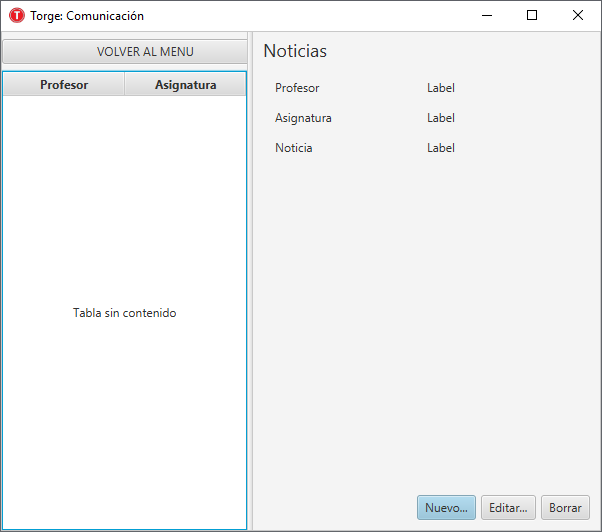 T Torge: Comunicación
VOLVER AL MENU
Profesor Asignatura
Tabla sin contenido
Noticias
Profesor Label
Asignatura Label
Noticia Label
Nuevo... Editar... Borrar